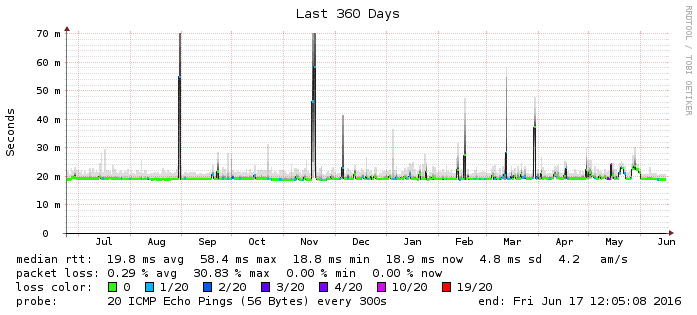 Last 360 Days
RRDTOOL / TOBI OETIKER
Seconds
70 m
60 m
50 m
40 m
30 m
20 m
10 m
0
Jul Aug Sep Oct Nov Dec Jan Feb Mar Apr May Jun
median rtt: 19.8 ms avg 58.4 ms max 18.8 ms min 18.9 ms now 4.8 ms sd 4.2 am/s
packet loss: 0.29 % avg 30.83 % max 0.00 % min 0.00 % now
loss color: 0 1/20 2/20 3/20 4/20 10/20 19/20
probe: 20 ICMP Echo Pings (56 Bytes) every 300s end: Fri Jun 17 12:05:08 2016